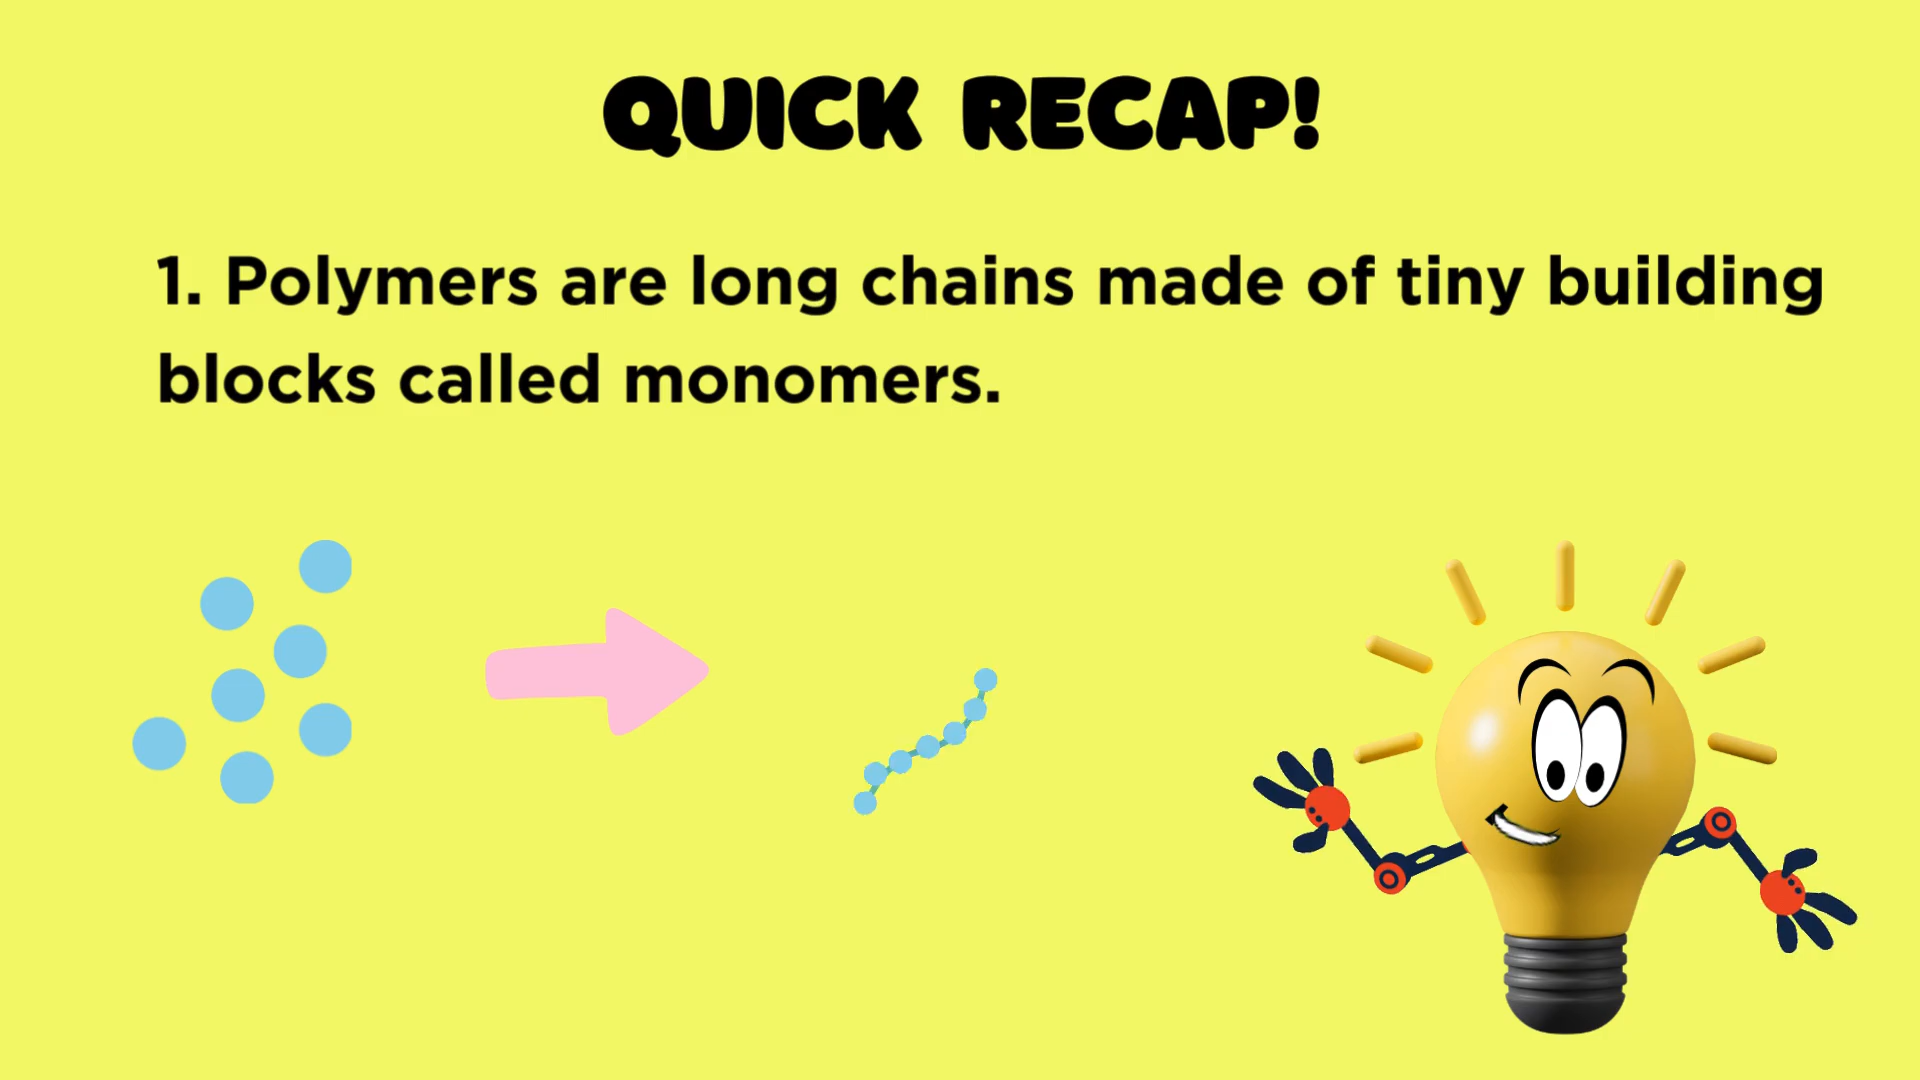 QUICK RECAP!
1. Polymers are long chains made of tiny building
blocks called monomers.